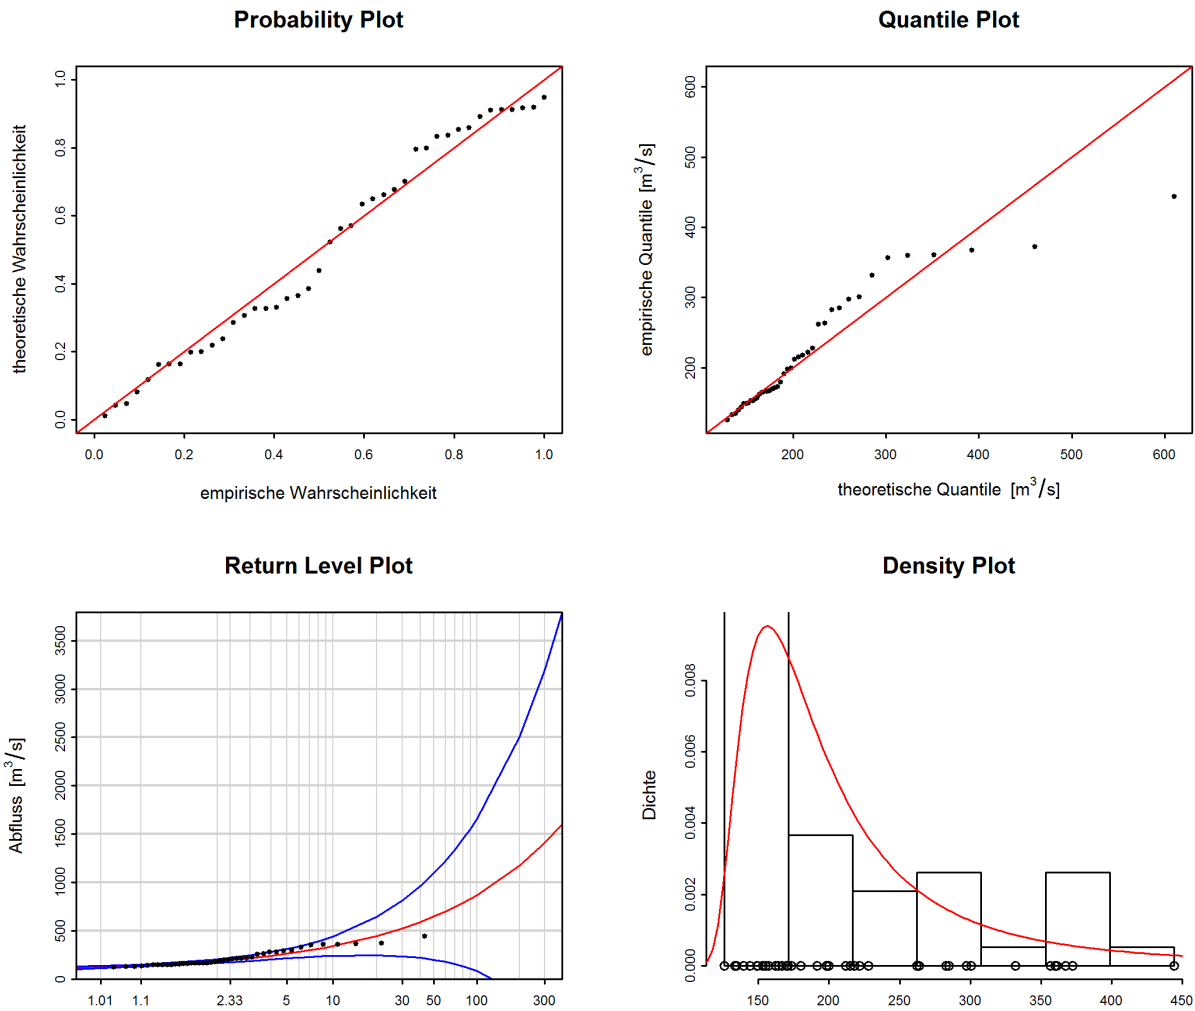 Probability Plot
theoretische Wahrscheinlichkeit
1.0
0.8
0.6
0.4
0.2
0.0
0.0 0.2 0.4 0.6 0.8 1.0
empirische Wahrscheinlichkeit
Quantile Plot
empirische Quantile [m³/s]
600
500
400
300
200
200 300 400 500 600
theoretische Quantile [m³/s]
Return Level Plot
Abfluss [m³/s]
3500
3000
2500
2000
1500
1000
500
0
1.01 1.1 2.33 5 10 30 50 100 300
Density Plot
Dichte
0.008
0.006
0.004
0.002
0.000
150 200 250 300 350 400 450